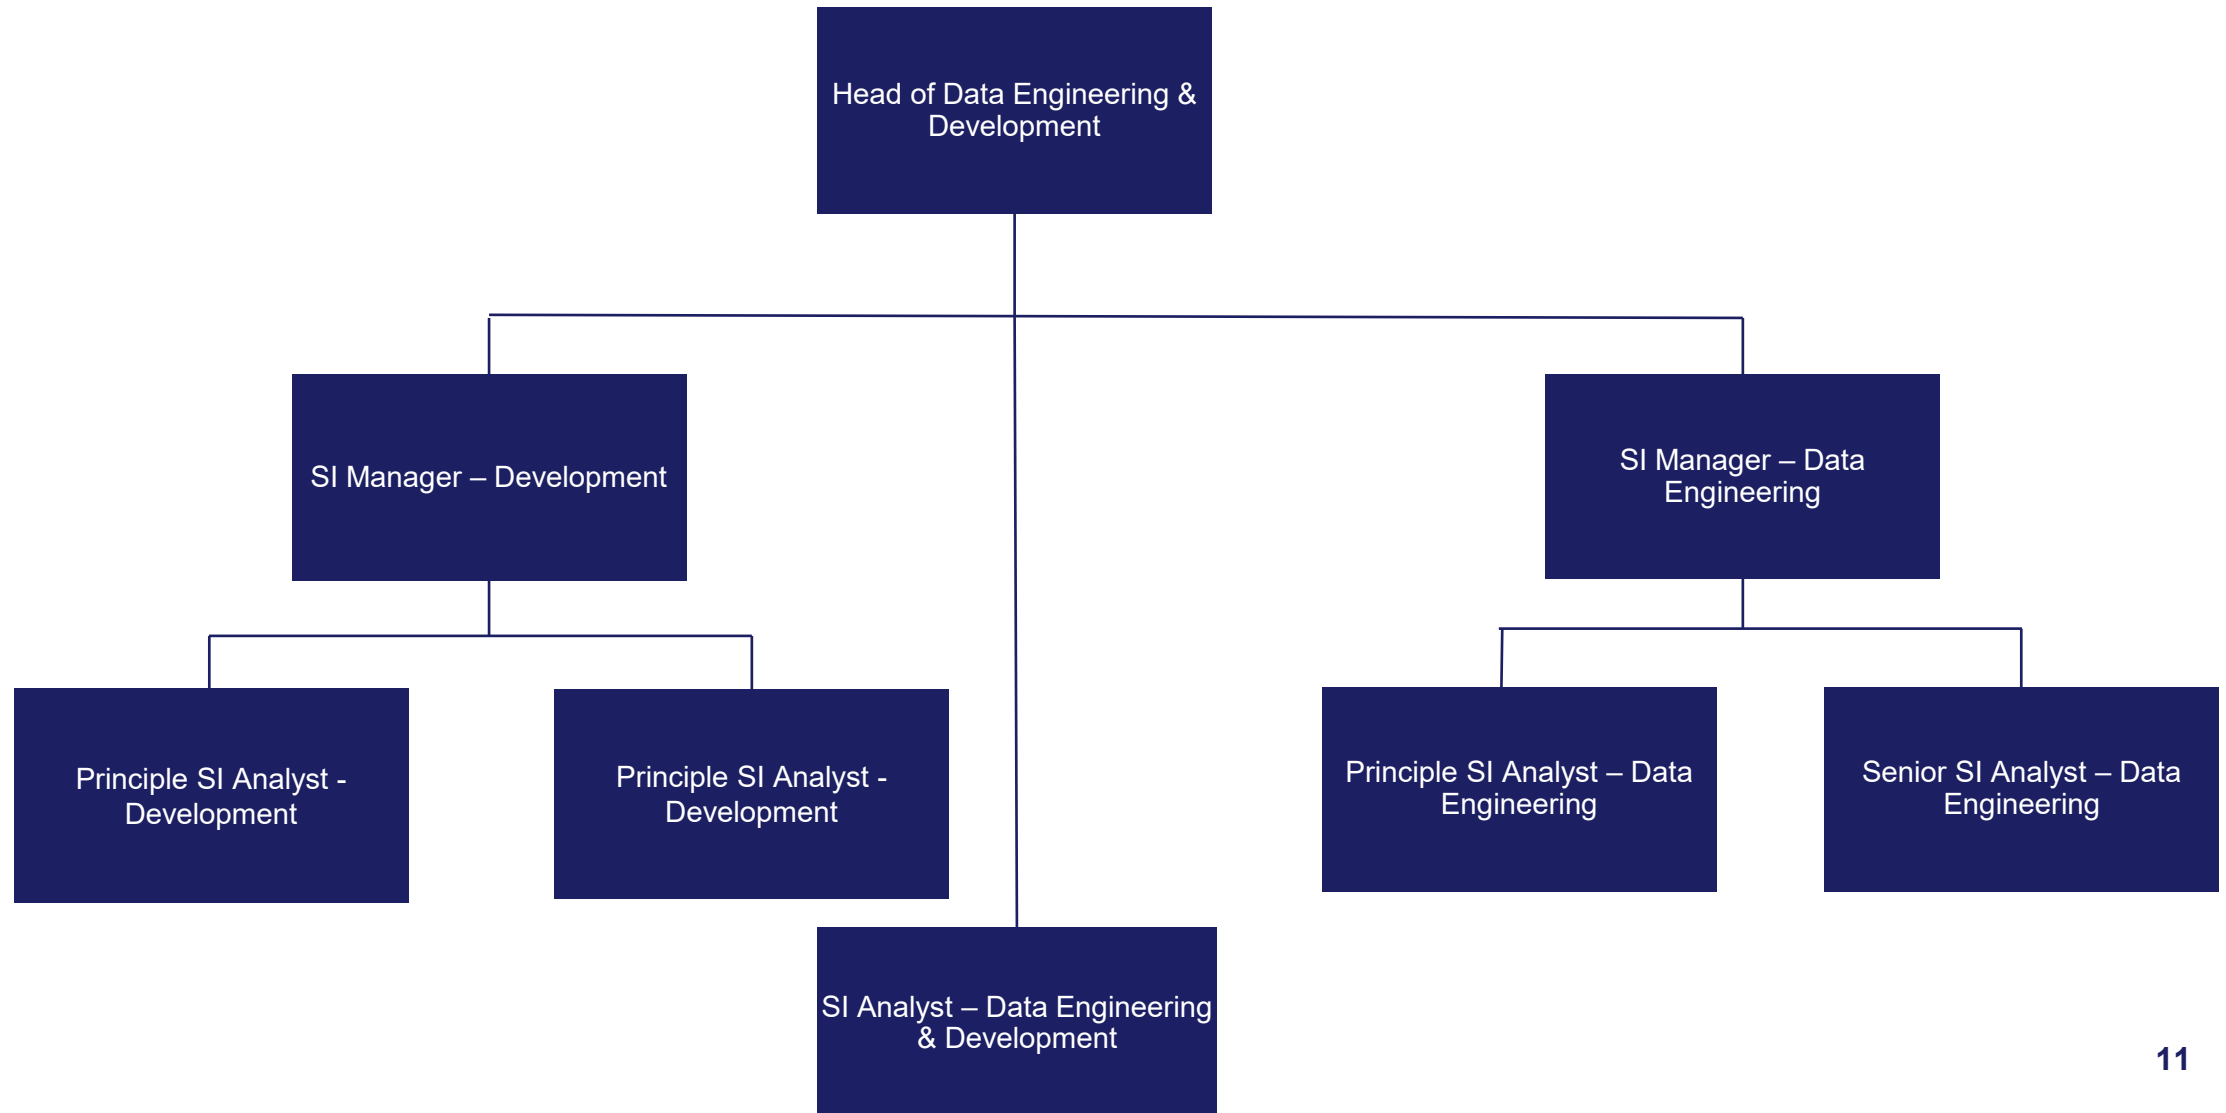 Head of Data Engineering &
Development
SI Manager – Development
SI Manager – Data
Engineering
Principle SI Analyst -
Development
Principle SI Analyst -
Development
Principle SI Analyst – Data
Engineering
Senior SI Analyst – Data
Engineering
SI Analyst – Data Engineering
& Development
11